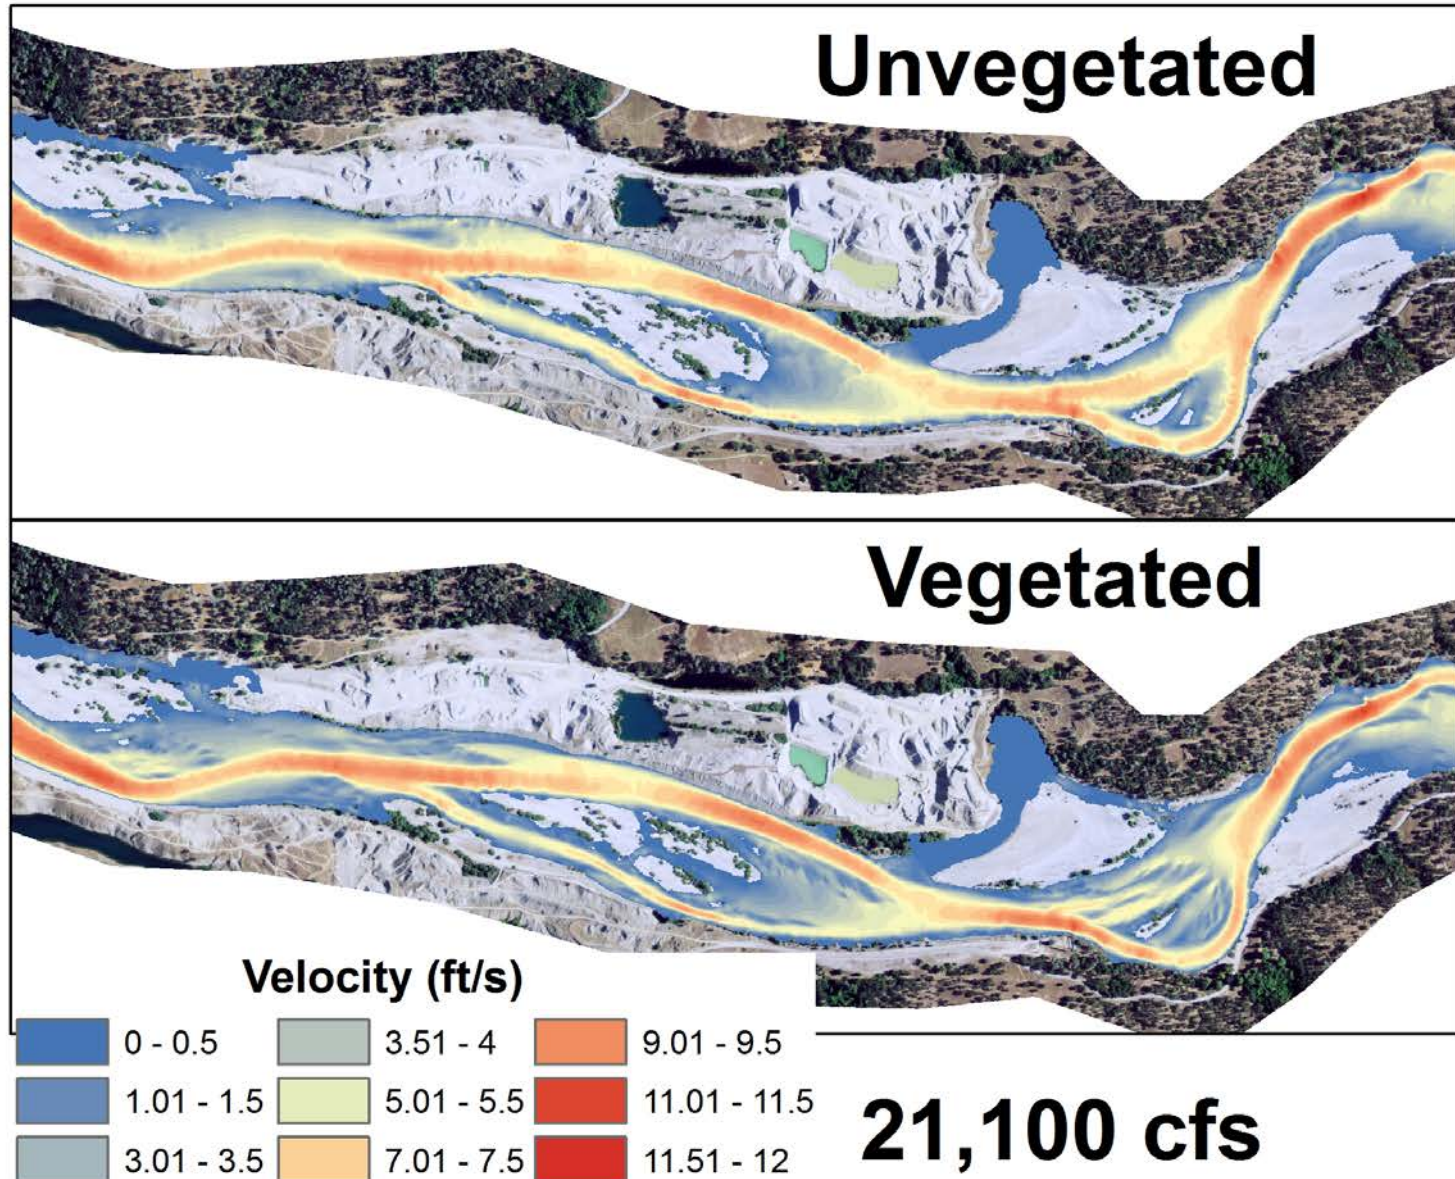 Unvegetated
Vegetated
Velocity (ft/s)
0 - 0.5 3.51 - 4 9.01 - 9.5
1.01 - 1.5 5.01 - 5.5 11.01 - 11.5
3.01 - 3.5 7.01 - 7.5 11.51 - 12
21,100 cfs